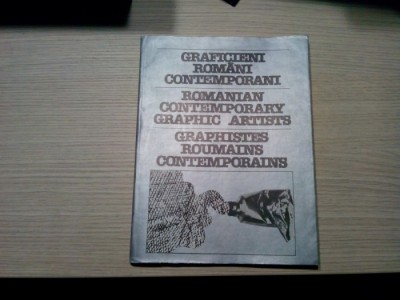 GRAFICIENI
ROMÂNI
CONTEMPORANI
ROMANIAN
CONTEMPORARY
GRAPHIC ARTISTS
GRAPHISTES
ROUMAINS
CONTEMPORAINS